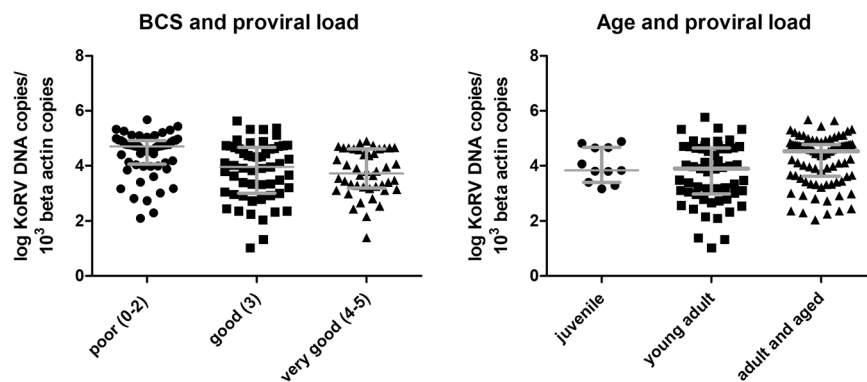 BCS and proviral load
log KoRV DNA copies/
10³ beta actin copies
8
6
4
2
0
poor (0-2)
good (3)
very good (4-5)
Age and proviral load
log KoRV DNA copies/
10³ beta actin copies
8
6
4
2
0
juvenile
young adult
adult and aged